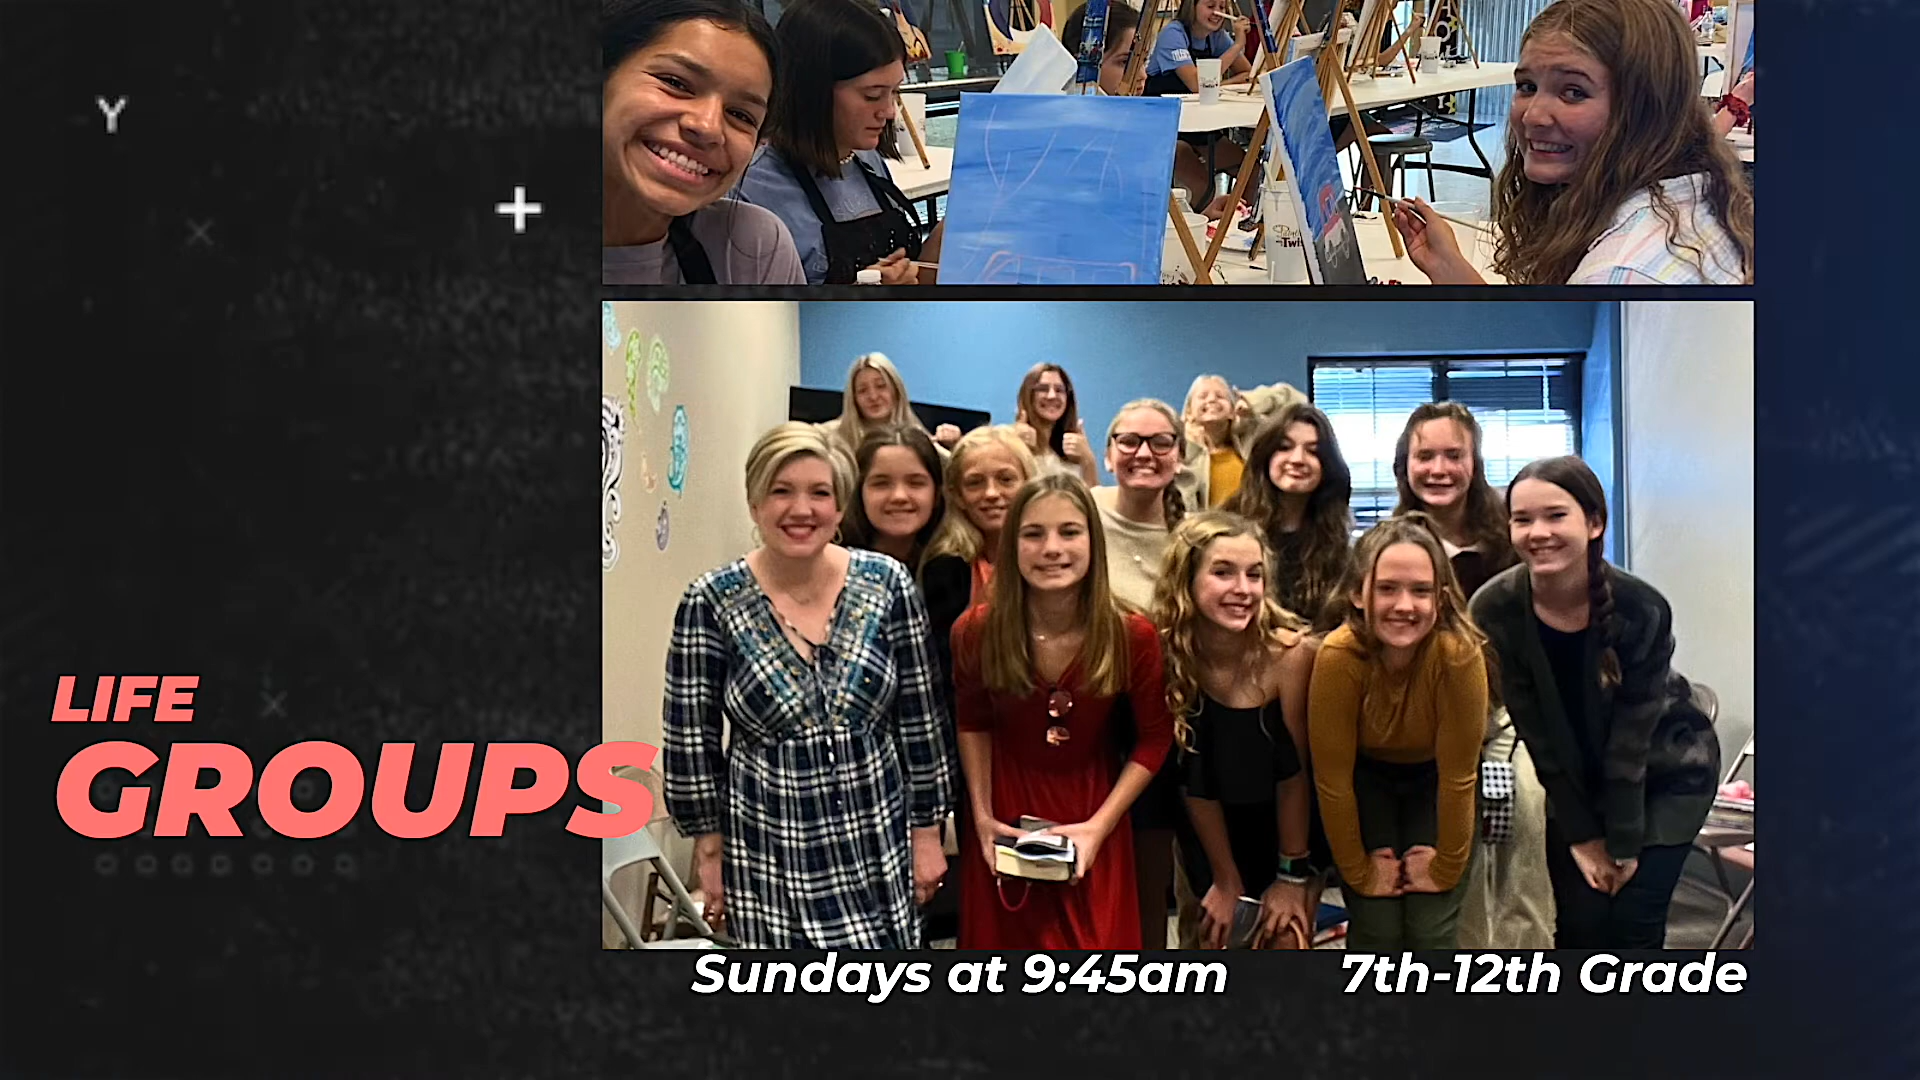 Y
LIFE
GROUPS
Sundays at 9:45am
7th-12th Grade